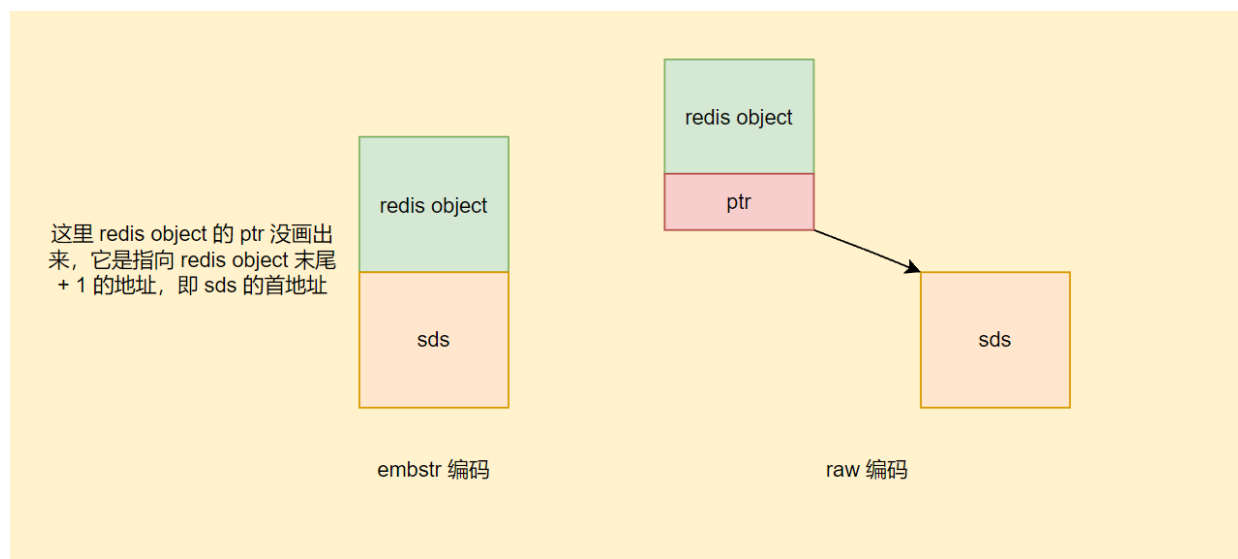 redis object
ptr
redis object
这里 redis object 的 ptr 没画出
来，它是指向 redis object 末尾
+ 1 的地址，即 sds 的首地址
sds
sds
embstr 编码
raw 编码